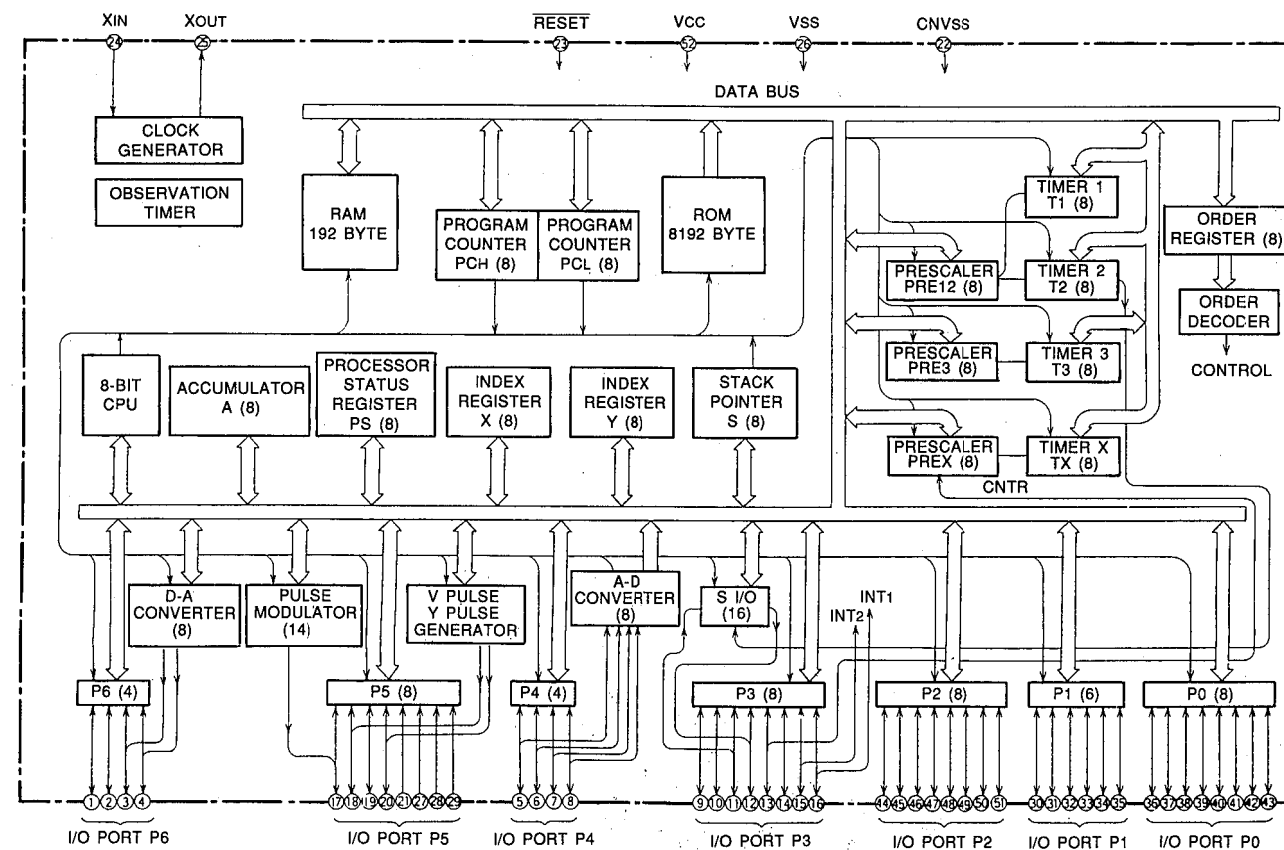 XIN
XOUT
RESET
VCC
VSS
CNVSS
24
25
23
52
26
22
DATA BUS
CLOCK
GENERATOR
OBSERVATION
TIMER
RAM
192 BYTE
PROGRAM
COUNTER
PCH (8)
PROGRAM
COUNTER
PCL (8)
ROM
8192 BYTE
TIMER 1
T1 (8)
ORDER
REGISTER (8)
PRESCALER
PRE12 (8)
TIMER 2
T2 (8)
ORDER
DECODER
CONTROL
PRESCALER
PRE3 (8)
TIMER 3
T3 (8)
8-BIT
CPU
ACCUMULATOR
A (8)
PROCESSOR
STATUS
REGISTER
PS (8)
INDEX
REGISTER
X (8)
INDEX
REGISTER
Y (8)
STACK
POINTER
S (8)
PRESCALER
PREX (8)
TIMER X
TX (8)
CNTR
D-A
CONVERTER
(8)
PULSE
MODULATOR
(14)
V PULSE
Y PULSE
GENERATOR
A-D
CONVERTER
(8)
S I/O
(16)
INT2
INT1
P6 (4)
P5 (8)
P4 (4)
P3 (8)
P2 (8)
P1 (6)
P0 (8)
1 2 3 4
17 18 19 20 21 27 28 29
5 6 7 8
9 10 11 12 13 14 15 16
44 45 46 47 48 49 50 51
30 31 32 33 34 35
36 37 38 39 40 41 42 43
I/O PORT P6
I/O PORT P5
I/O PORT P4
I/O PORT P3
I/O PORT P2
I/O PORT P1
I/O PORT P0